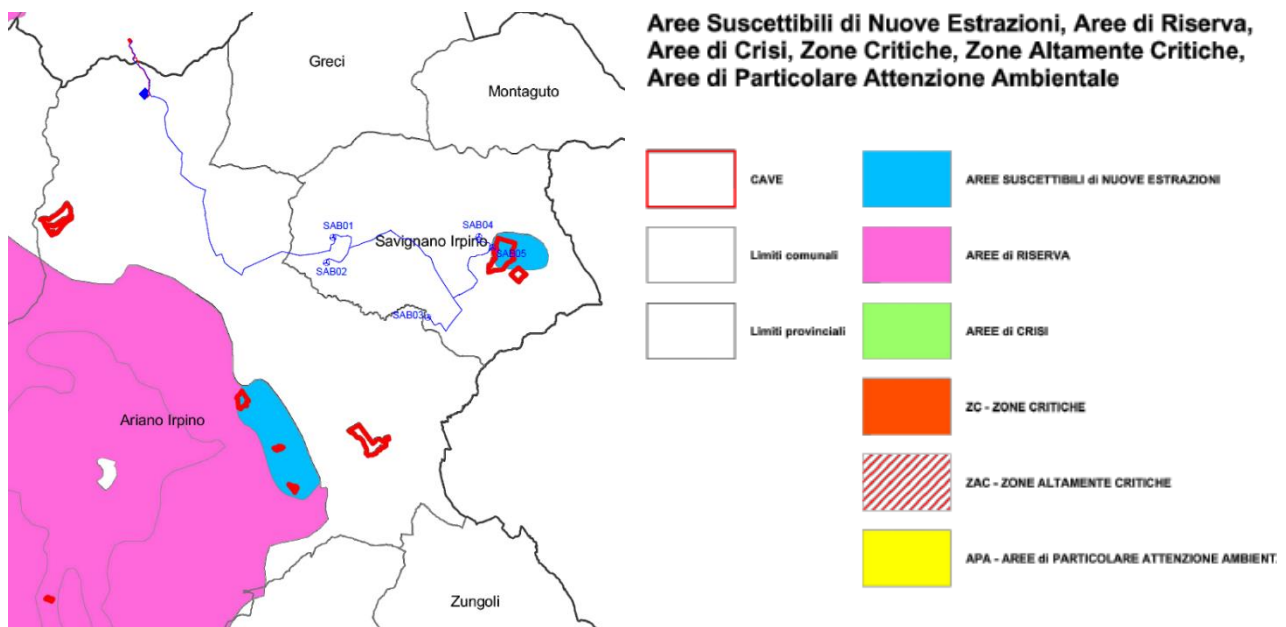 Greci
Montaguto
SAB01
SAB04
Savignano Irpino
SAB05
SAB02
SAB03
Ariano Irpino
Zungoli
Aree Suscettibili di Nuove Estrazioni, Aree di Riserva,
Aree di Crisi, Zone Critiche, Zone Altamente Critiche,
Aree di Particolare Attenzione Ambientale
CAVE
AREE SUSCETTIBILI di NUOVE ESTRAZIONI
Limiti comunali
AREE di RISERVA
Limiti provinciali
AREE di CRISI
ZC - ZONE CRITICHE
ZAC - ZONE ALTAMENTE CRITICHE
APA - AREE di PARTICOLARE ATTENZIONE AMBIENTA